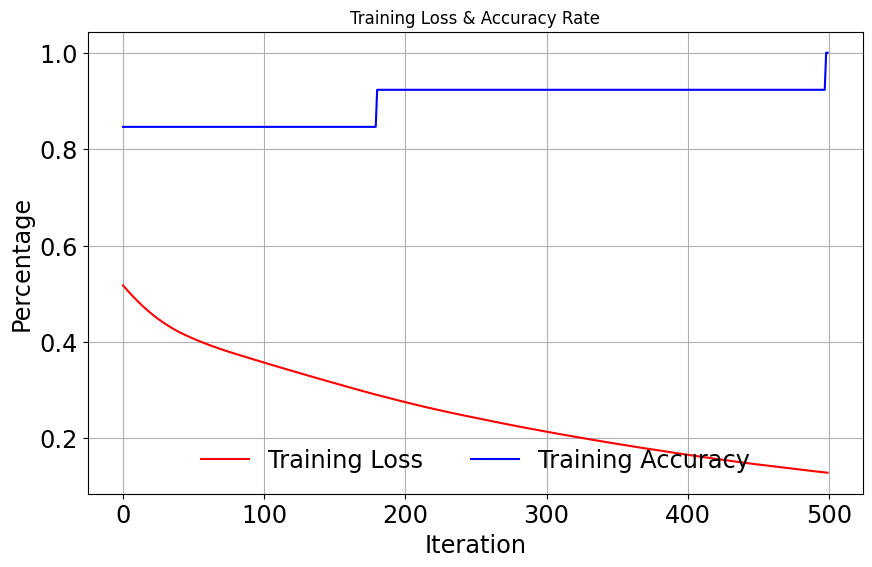 Training Loss & Accuracy Rate
1.0
0.8
0.6
0.4
0.2
Percentage
Training Loss
Training Accuracy
0 100 200 300 400 500
Iteration